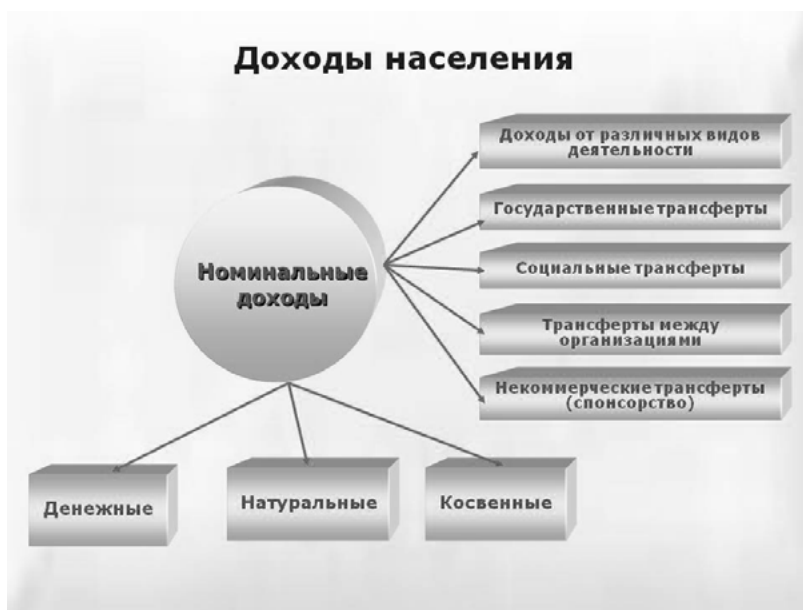 Доходы населения
Доходы от различных видов
деятельности
Государственные трансферты
Номинальные
доходы
Социальные трансферты
Трансферты между
организациями
Некоммерческие трансферты
(спонсорство)
Денежные
Натуральные
Косвенные